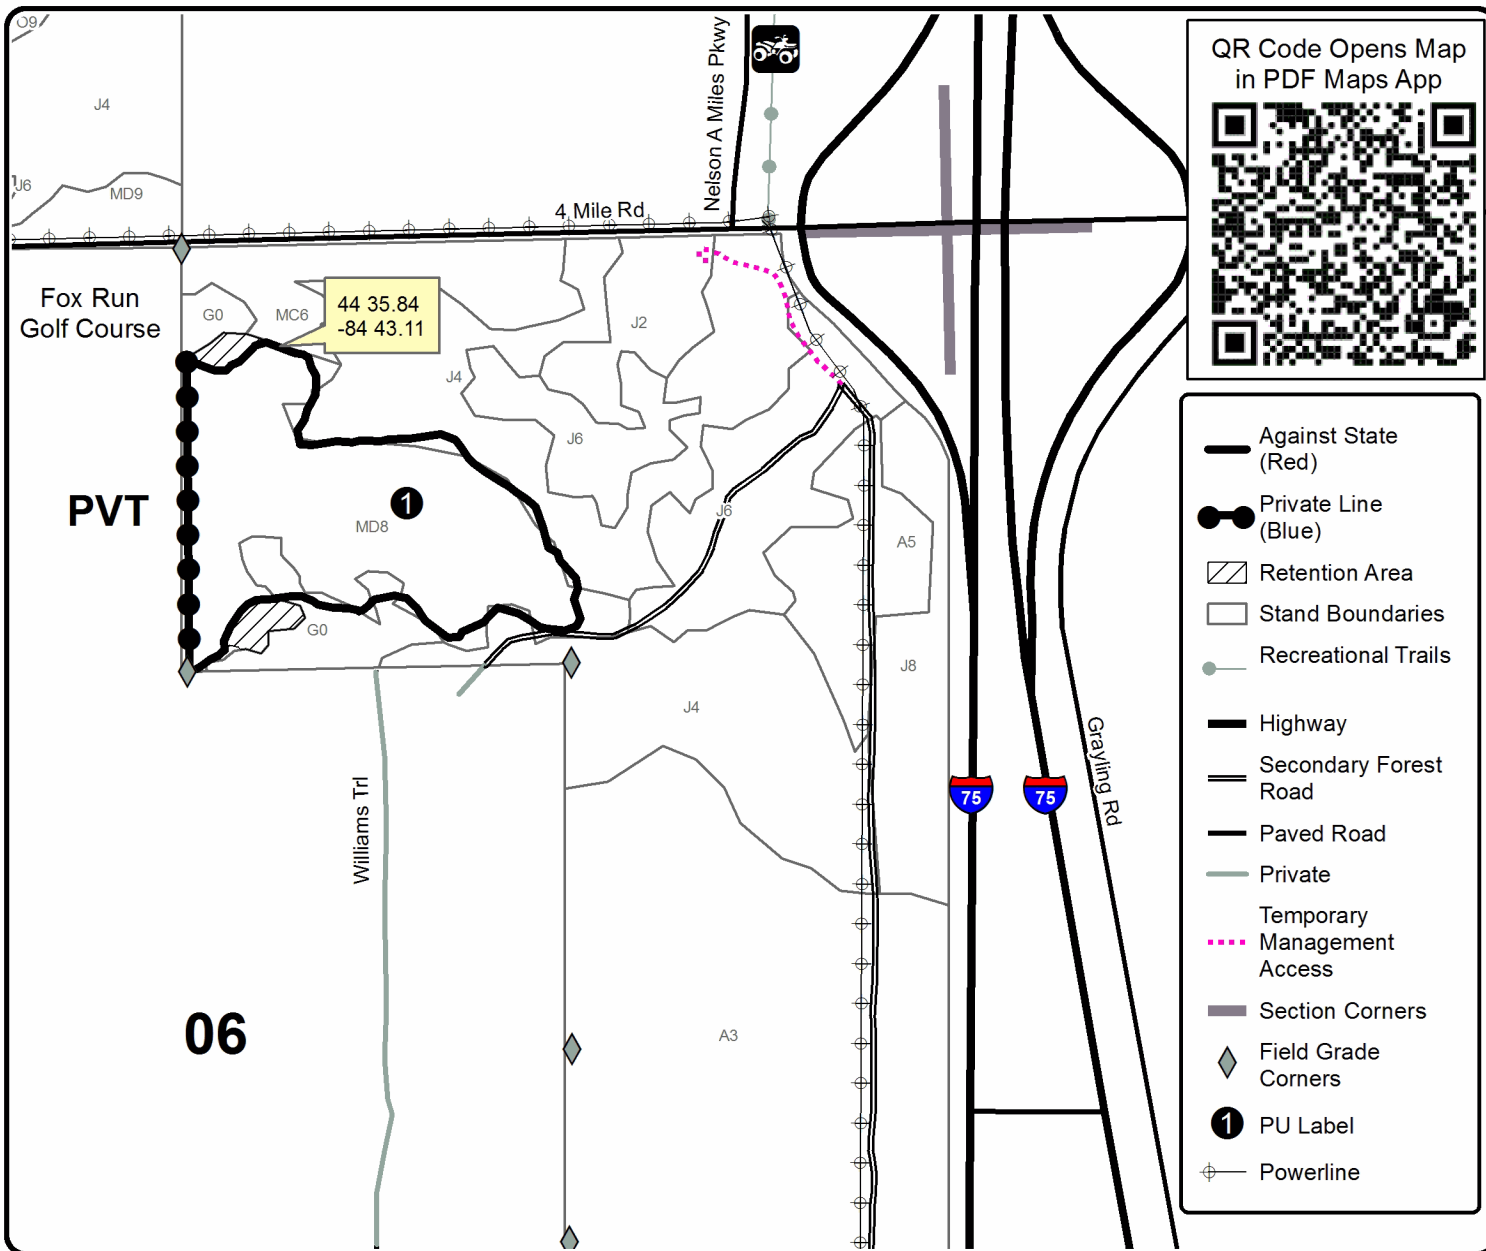 O9
J4
J6
MD9
Nelson A Miles Pkwy
4 Mile Rd
Fox Run
Golf Course
G0
MC6
44 35.84
-84 43.11
J2
J4
J6
PVT
1
MD8
J6
A5
G0
J8
J4
Williams Trl
75
75
Grayling Rd
06
A3
QR Code Opens Map
in PDF Maps App
Against State
(Red)
Private Line
(Blue)
Retention Area
Stand Boundaries
Recreational Trails
Highway
Secondary Forest
Road
Paved Road
Private
Temporary
Management
Access
Section Corners
Field Grade
Corners
1 PU Label
Powerline